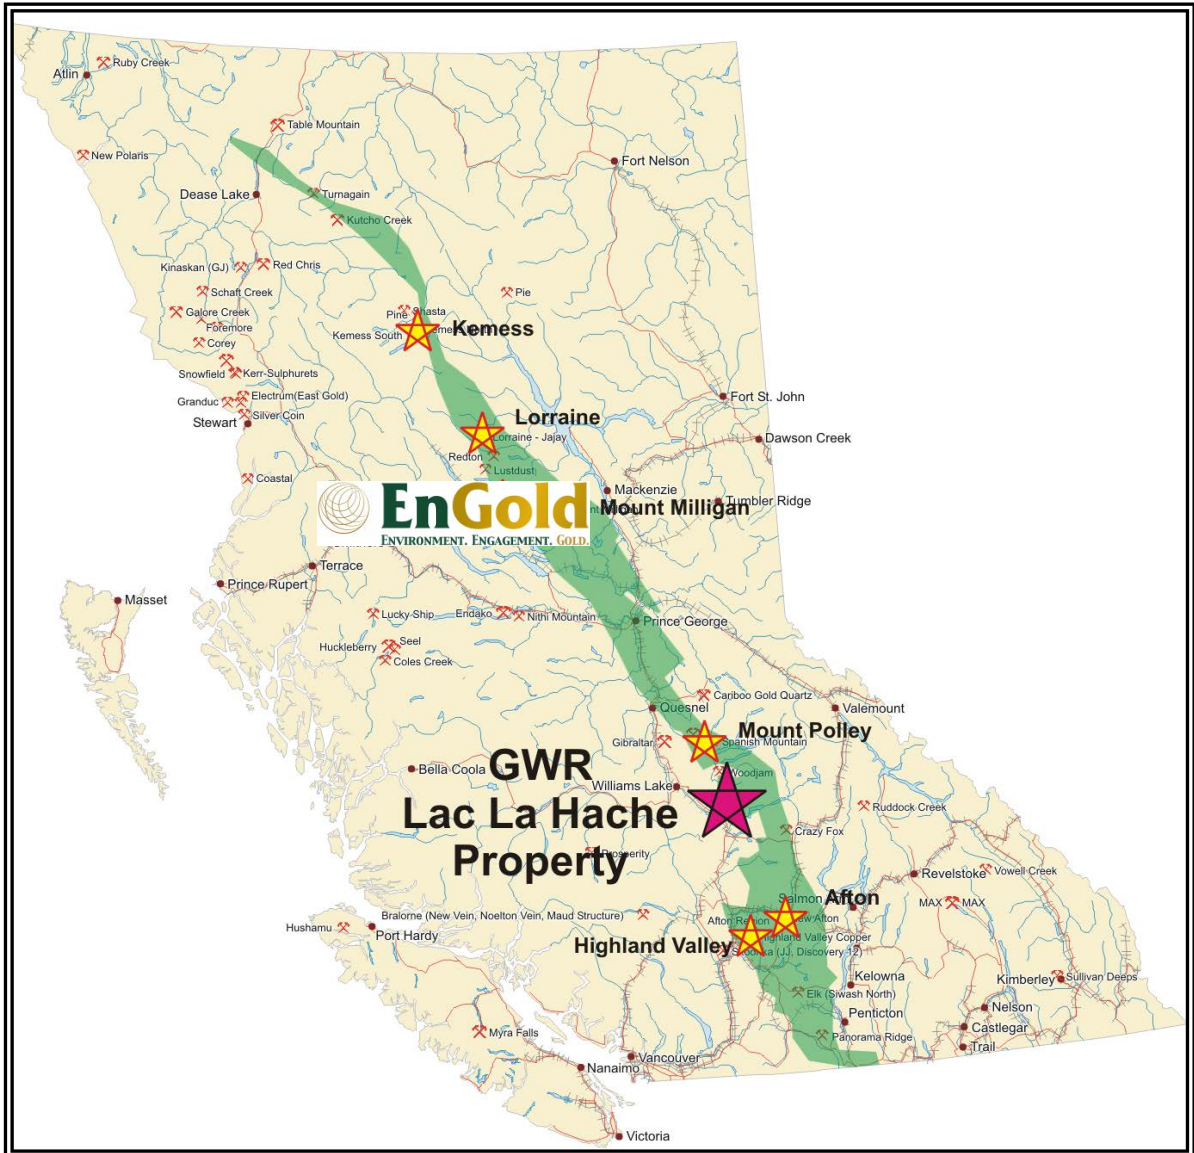 Ruby Creek
Atlin
Table Mountain
New Polaris
Fort Nelson
Dease Lake
Turnagain
Kutcho Creek
Kinaskan (GJ)
Red Chris
Schaft Creek
Pie
Galore Creek
Pine
Shasta
Foremore
Kemess South
Kemess
Corey
Snowfield
Kerr-Sulphurets
Granduc
Electrum(East Gold)
Silver Coin
Stewart
Fort St. John
Lorraine
Lorraine - Jajay
Dawson Creek
Redton
Lustdust
Coastal
Mackenzie
Tumbler Ridge
Mount Milligan
EnGold
ENVIRONMENT. ENGAGEMENT. GOLD.
Terrace
Prince Rupert
Masset
Lucky Ship
Endako
Nithi Mountain
Prince George
Huckleberry
Seel
Coles Creek
Cariboo Gold Quartz
Quesnel
Valemount
Mount Polley
Gibraltar
Spanish Mountain
Bella Coola
Woodjam
Williams Lake
GWR
Lac La Hache
Property
Ruddock Creek
Crazy Fox
Prosperity
Revelstoke
Vowell Creek
Salmon
Afton
MAX
MAX
Bralorne (New Vein, Noelton Vein, Maud Structure)
Hushamu
Port Hardy
Highland Valley
Highland Valley Copper
(JJ, Discovery 12)
Kelowna
Kimberley
Sullivan Deeps
Elk (Siwash North)
Nelson
Penticton
Castlegar
Myra Falls
Panorama Ridge
Trail
Vancouver
Nanaimo
Victoria